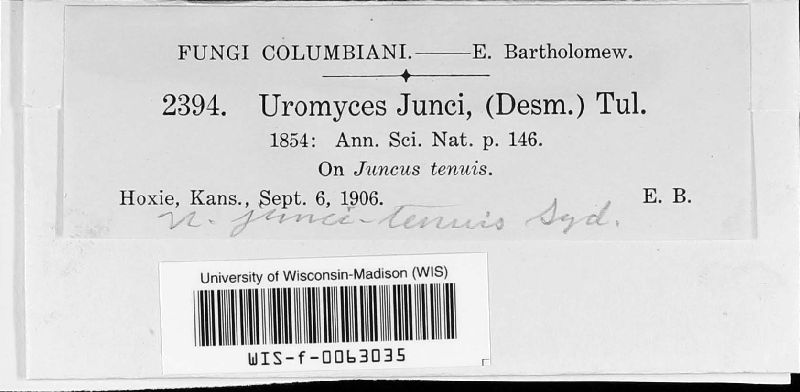 FUNGI COLUMBIANI.——E. Bartholomew.
2394. Uromyces Junci, (Desm.) Tul.
1854: Ann. Sci. Nat. p. 146.
On Juncus tenuis.
Hoxie, Kans., Sept. 6, 1906. E. B.
u. junci-tenuis Syd.
University of Wisconsin-Madison (WIS)
WIS-f-0063035